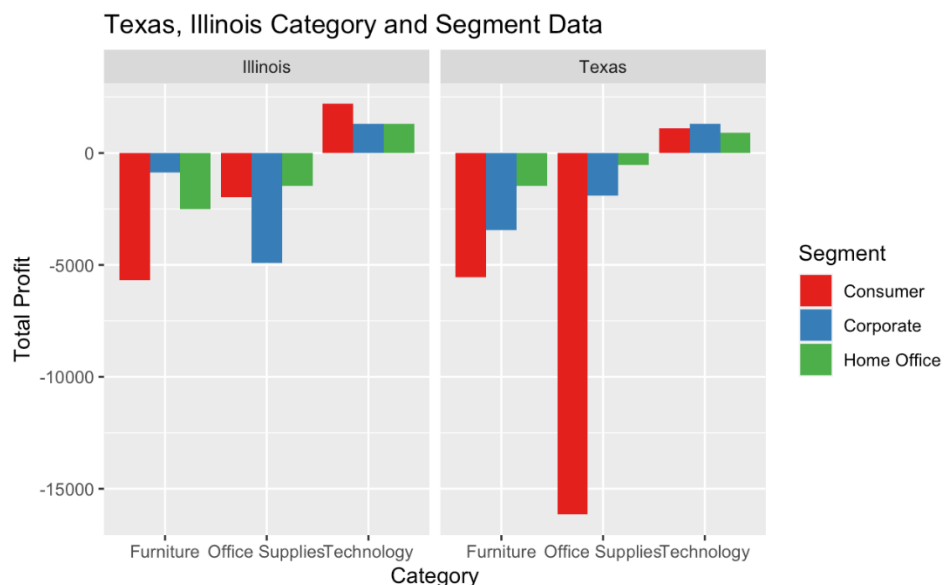 Texas, Illinois Category and Segment Data
Illinois
Texas
0
-5000
-10000
-15000
Total Profit
Furniture Office Supplies Technology
Furniture Office Supplies Technology
Category
Segment
Consumer
Corporate
Home Office